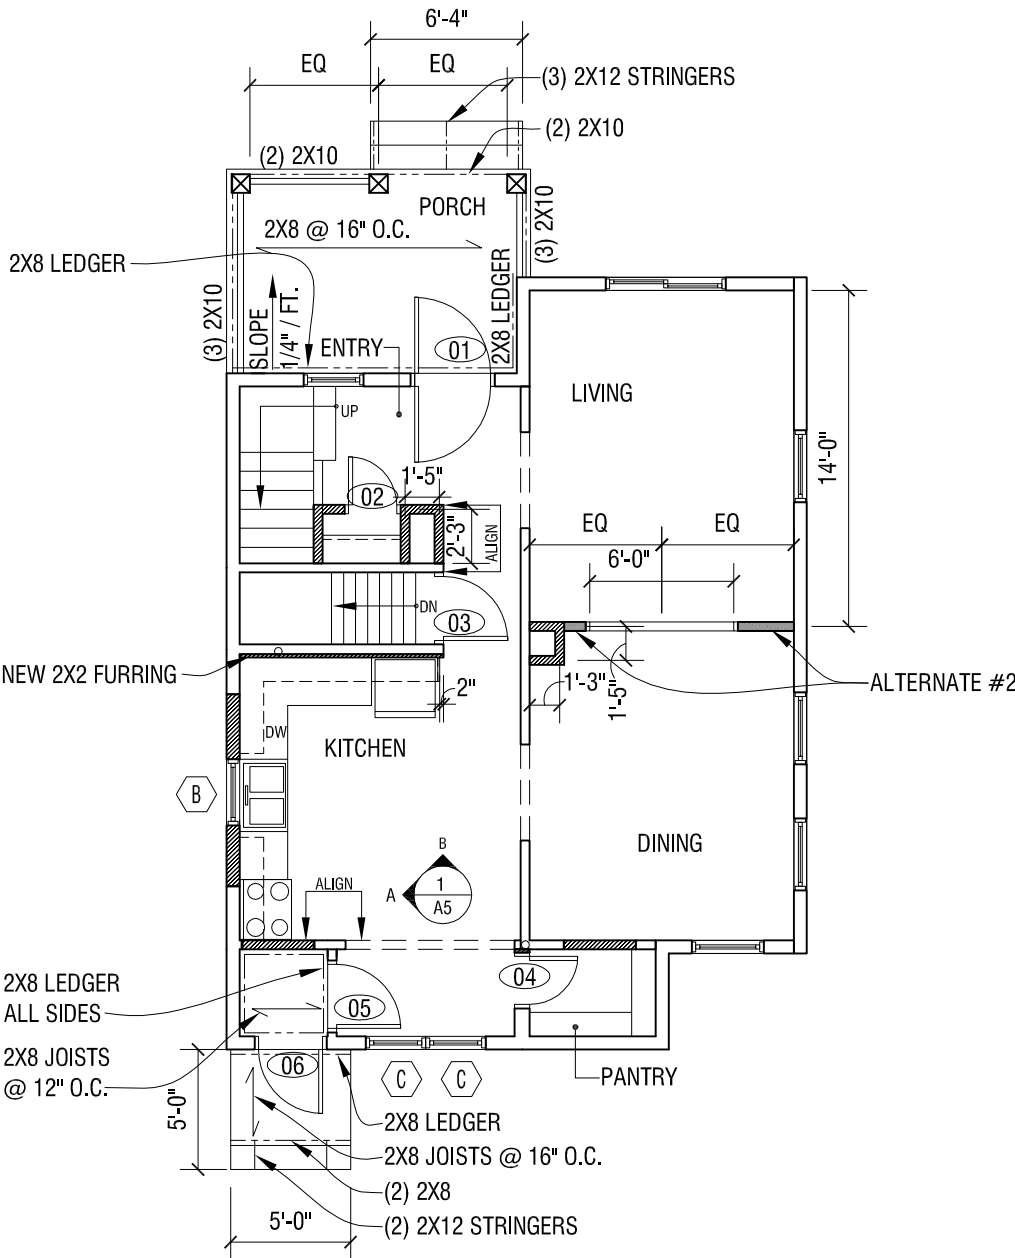 6'-4"
EQ
EQ
(3) 2X12 STRINGERS
(2) 2X10
(2) 2X10
PORCH
2X8 @ 16" O.C.
(3) 2X10
2X8 LEDGER
2X8 LEDGER
(3) 2X10
SLOPE
1/4" / FT.
ENTRY
01
LIVING
UP
14'-0"
1'-5"
02
2'-3"
ALIGN
EQ
EQ
6'-0"
DN
03
NEW 2X2 FURRING
2"
1'-3"
1'-5"
ALTERNATE #2
DW
KITCHEN
B
DINING
B
1
A
A5
ALIGN
04
05
2X8 LEDGER
ALL SIDES
2X8 JOISTS
@ 12" O.C.
06
C
C
PANTRY
5'-0"
2X8 LEDGER
2X8 JOISTS @ 16" O.C.
(2) 2X8
5'-0"
(2) 2X12 STRINGERS